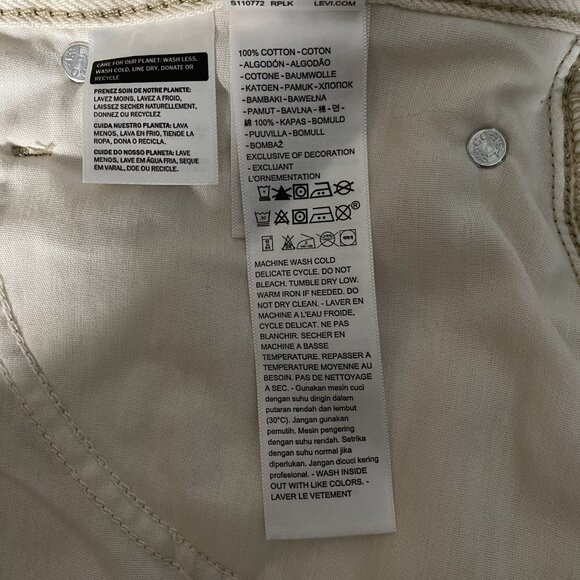 CARE FOR OUR PLANET: WASH LESS,
WASH COLD, LINE DRY, DONATE OR
RECYCLE
PRENEZ SOIN DE NOTRE PLANETE:
LAVEZ MOINS, LAVEZ A FROID,
LAISSEZ SECHER NATURELLEMENT,
DONNEZ OU RECYCLEZ
CUIDA NUESTRO PLANETA: LAVA
MENOS, LAVA EN FRIO, TIENDE LA
ROPA, DONA O RECICLA.
CUIDE DO NOSSO PLANETA: LAVE
MENOS, LAVE EM ÁGUA FRIA, SEQUE
EM VARAL, DOE OU RECICLE.
S110772 RPLK LEVI.COM
100% COTTON - COTON
- ALGODÓN - ALGODÃO
- COTONE - BAUMWOLLE -
KATOEN - PAMUK - ХЛОПОК
- BAMBAKI - BAWEŁNA
- PAMUT - BAVLNA - 棉 - 면 -
綿 100% - KAPAS - BOMULD
- PUUVILLA - BOMULL -
BOMBAŽ
EXCLUSIVE OF DECORATION
- EXCLUANT
L'ORNEMENTATION
MACHINE WASH COLD
DELICATE CYCLE. DO NOT
BLEACH. TUMBLE DRY LOW.
WARM IRON IF NEEDED. DO
NOT DRY CLEAN. - LAVER EN
MACHINE A L'EAU FROIDE,
CYCLE DELICAT. NE PAS
BLANCHIR. SECHER EN
MACHINE A BASSE
TEMPERATURE. REPASSER A
TEMPERATURE MOYENNE AU
BESOIN. PAS DE NETTOYAGE
A SEC. - Gunakan mesin cuci
dengan suhu dingin dalam
putaran rendah dan lembut
(30°C). Jangan gunakan
pemutih. Mesin pengering
dengan suhu rendah. Setrika
dengan suhu normal jika
diperlukan. Jangan dicuci kering
profesional. - WASH INSIDE
OUT WITH LIKE COLORS. -
LAVER LE VETEMENT